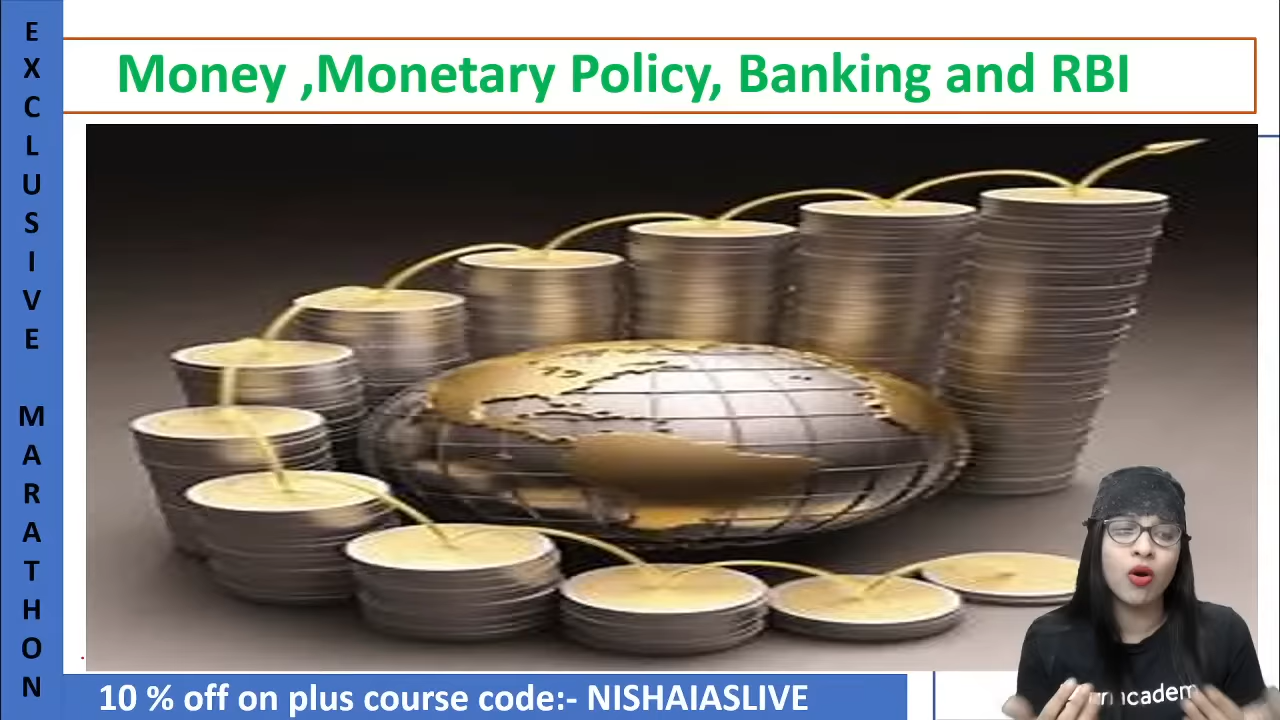 EXCLUSIVE MARATHON
Money ,Monetary Policy, Banking and RBI
10 % off on plus course code:- NISHAIASLIVE